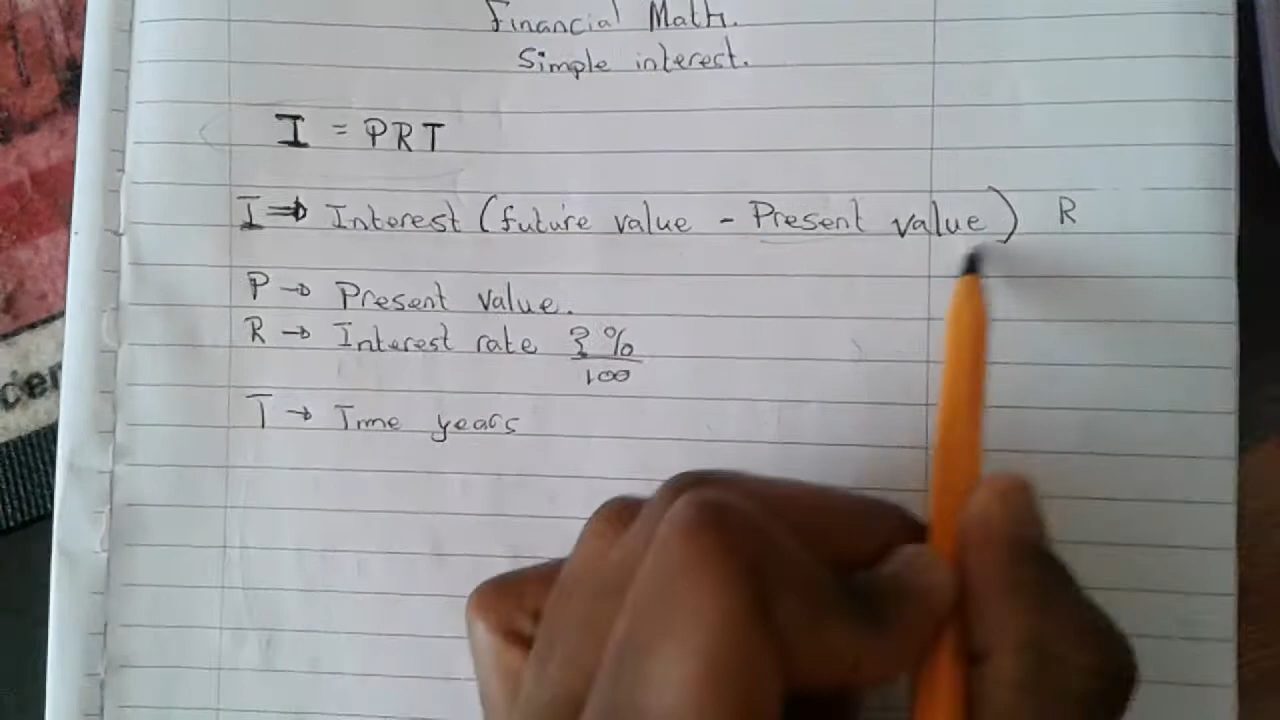 Financial Math.
Simple interest.
I = PRT
I ⇒ Interest (future value - Present value) R
P → Present value.
R → Interest rate %
100
T → Time years